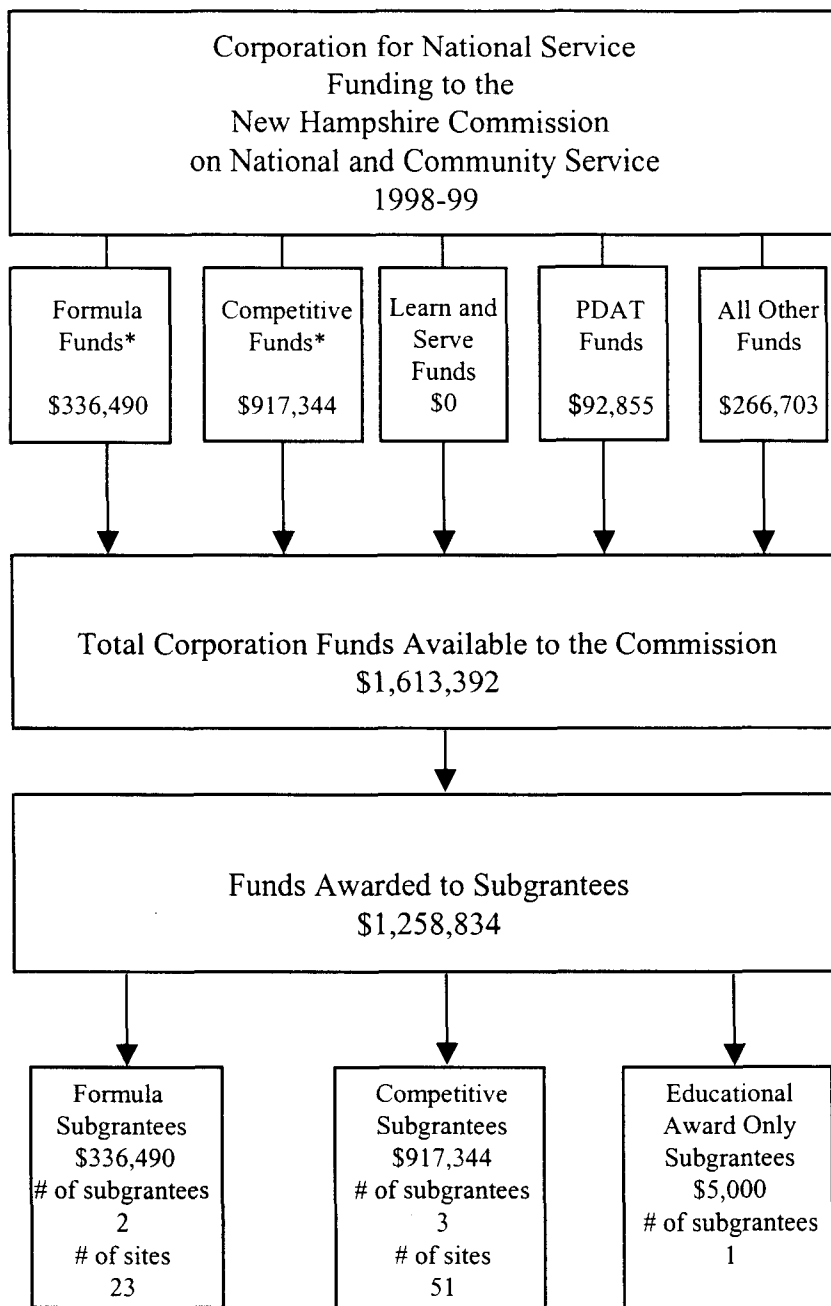 Corporation for National Service
Funding to the
New Hampshire Commission
on National and Community Service
1998-99
Formula
Funds*
$336,490
Competitive
Funds*
$917,344
Learn and
Serve
Funds
$0
PDAT
Funds
$92,855
All Other
Funds
$266,703
Total Corporation Funds Available to the Commission
$1,613,392
Funds Awarded to Subgrantees
$1,258,834
Formula
Subgrantees
$336,490
# of subgrantees
2
# of sites
23
Competitive
Subgrantees
$917,344
# of subgrantees
3
# of sites
51
Educational
Award Only
Subgrantees
$5,000
# of subgrantees
1